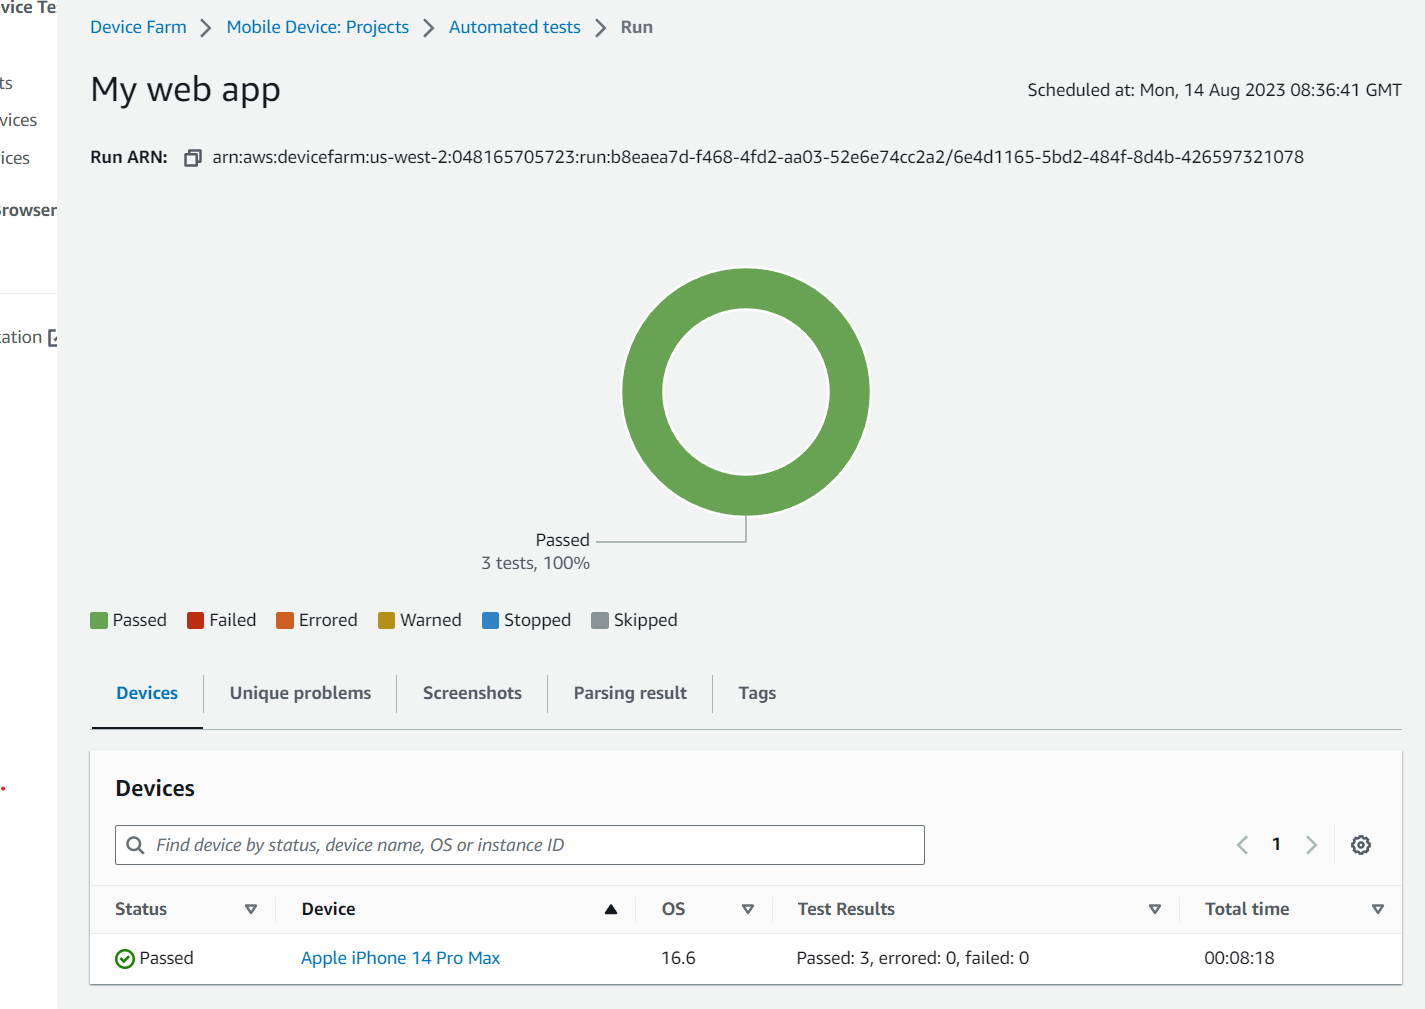 vice Te
ts
vices
ices
rowser
ation
Device Farm > Mobile Device: Projects > Automated tests > Run
My web app
Scheduled at: Mon, 14 Aug 2023 08:36:41 GMT
Run ARN: arn:aws:devicefarm:us-west-2:048165705723:run:b8eaea7d-f468-4fd2-aa03-52e6e74cc2a2/6e4d1165-5bd2-484f-8d4b-426597321078
Passed
3 tests, 100%
Passed Failed Errored Warned Stopped Skipped
Devices Unique problems Screenshots Parsing result Tags
Devices
Find device by status, device name, OS or instance ID
1
Status Device OS Test Results Total time
Passed Apple iPhone 14 Pro Max 16.6 Passed: 3, errored: 0, failed: 0 00:08:18